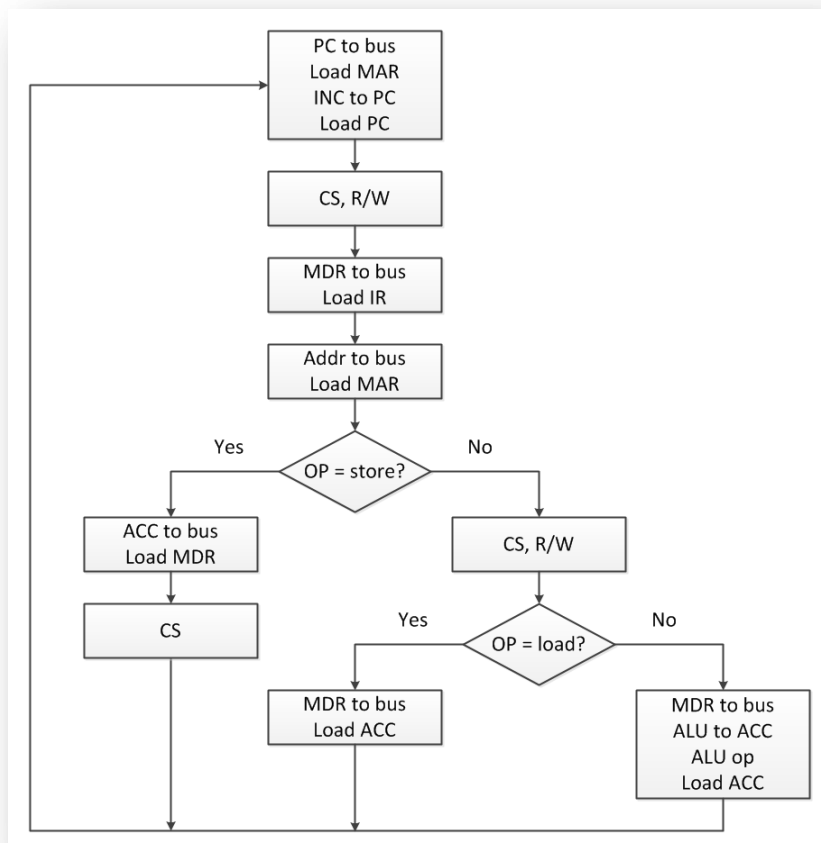 PC to bus
Load MAR
INC to PC
Load PC
CS, R/W
MDR to bus
Load IR
Addr to bus
Load MAR
OP = store?
Yes
No
ACC to bus
Load MDR
CS
CS, R/W
OP = load?
Yes
No
MDR to bus
Load ACC
MDR to bus
ALU to ACC
ALU op
Load ACC